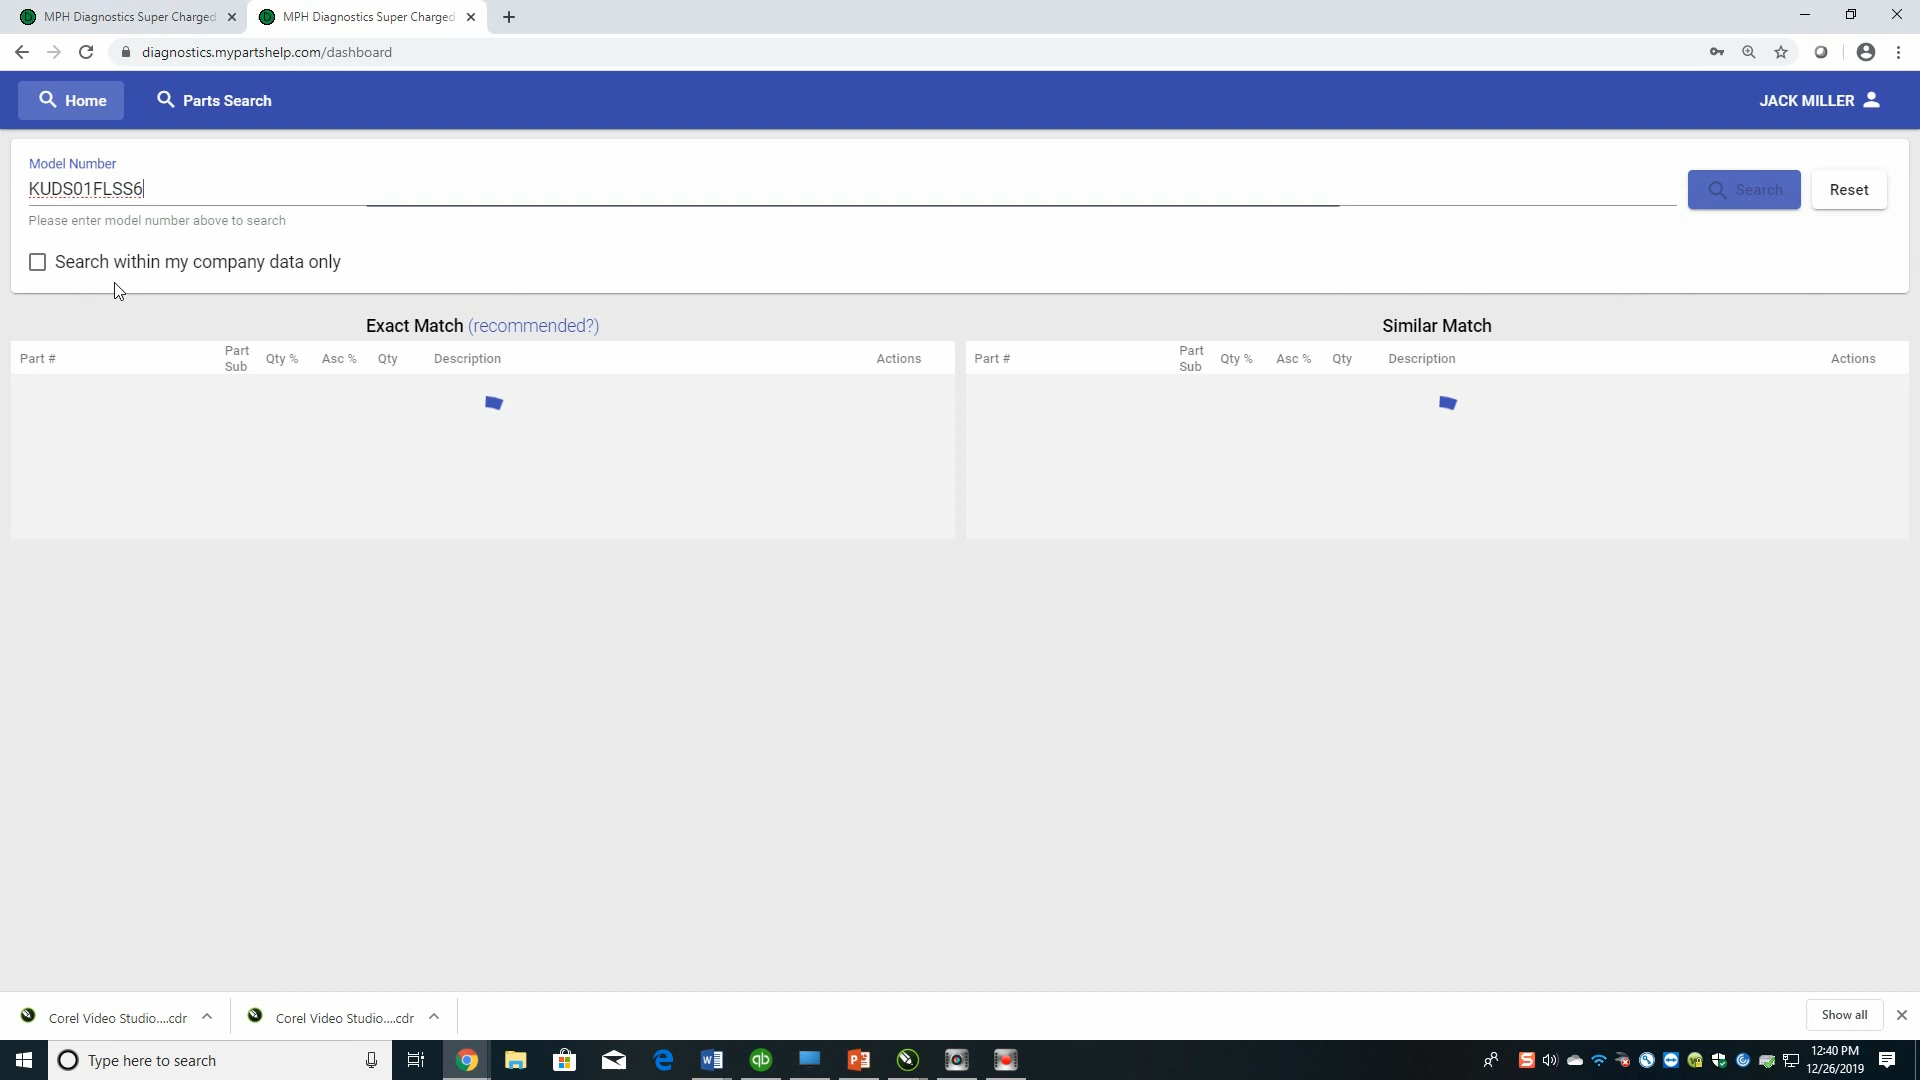 MPH Diagnostics Super Charged
MPH Diagnostics Super Charged
diagnostics.mypartshelp.com/dashboard
Home
Parts Search
JACK MILLER
Model Number
KUDS01FLSS6
Search
Reset
Please enter model number above to search
Search within my company data only
Exact Match (recommended?)
Similar Match
Part #
Part Sub
Qty %
Asc %
Qty
Description
Actions
Part #
Part Sub
Qty %
Asc %
Qty
Description
Actions
Corel Video Studio....cdr
Corel Video Studio....cdr
Show all
Type here to search
12:40 PM
12/26/2019